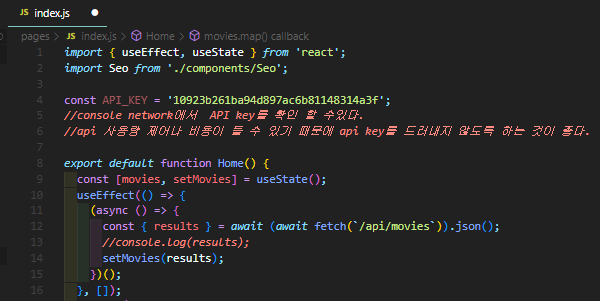 index.js
pages > index.js > Home > movies.map() callback
1 import { useEffect, useState } from 'react';
2 import Seo from './components/Seo';
3
4 const API_KEY = '10923b261ba94d897ac6b81148314a3f';
5 //console network에서  API key를 확인 할 수있다.
6 //api 사용량 제어나 비용이 들 수 있기 때문에 api key를 드러내지 않도록 하는 것이 좋다.
7
8 export default function Home() {
9 const [movies, setMovies] = useState();
10 useEffect(() => {
11 (async () => {
12 const { results } = await (await fetch(`/api/movies`)).json();
13 //console.log(results);
14 setMovies(results);
15 })();
16 }, []);